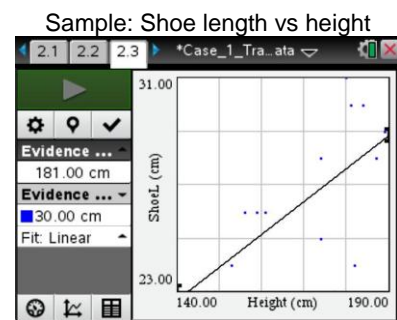 Sample: Shoe length vs height
2.1 2.2 2.3 *Case_1_Tra...ata
Evidence ...
181.00 cm
Evidence ...
30.00 cm
Fit: Linear
31.00
ShoeL (cm)
23.00
140.00 Height (cm) 190.00